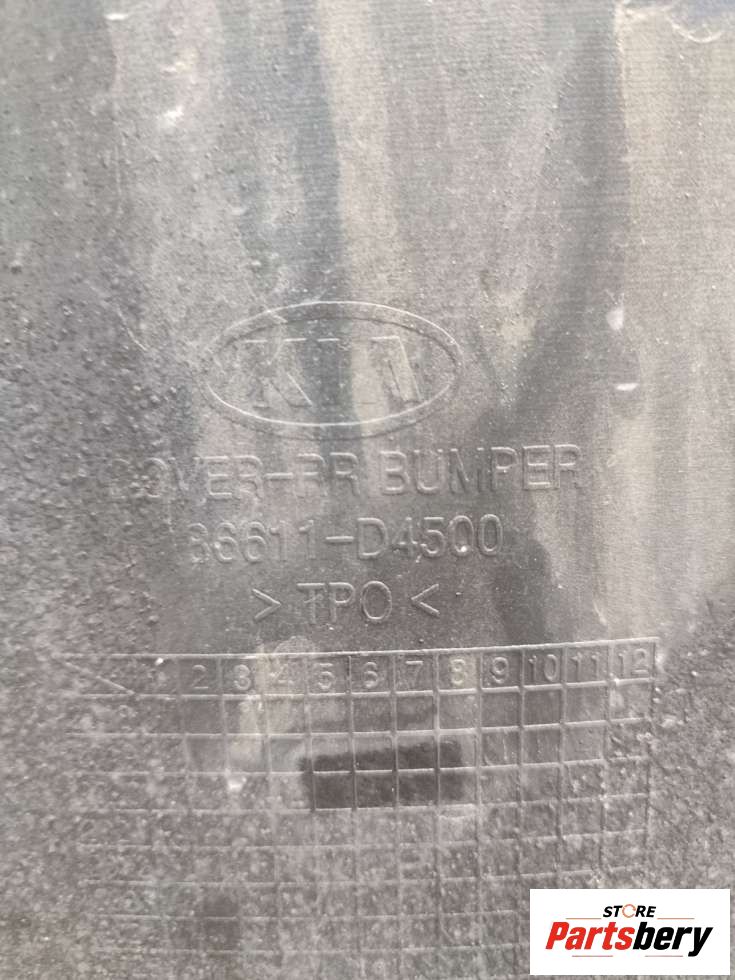 KIA
COVER-RR BUMPER
86611-D4500
> TPO <
2 3 4 5 6 7 8 9 10 11 12
STORE
Partsbery